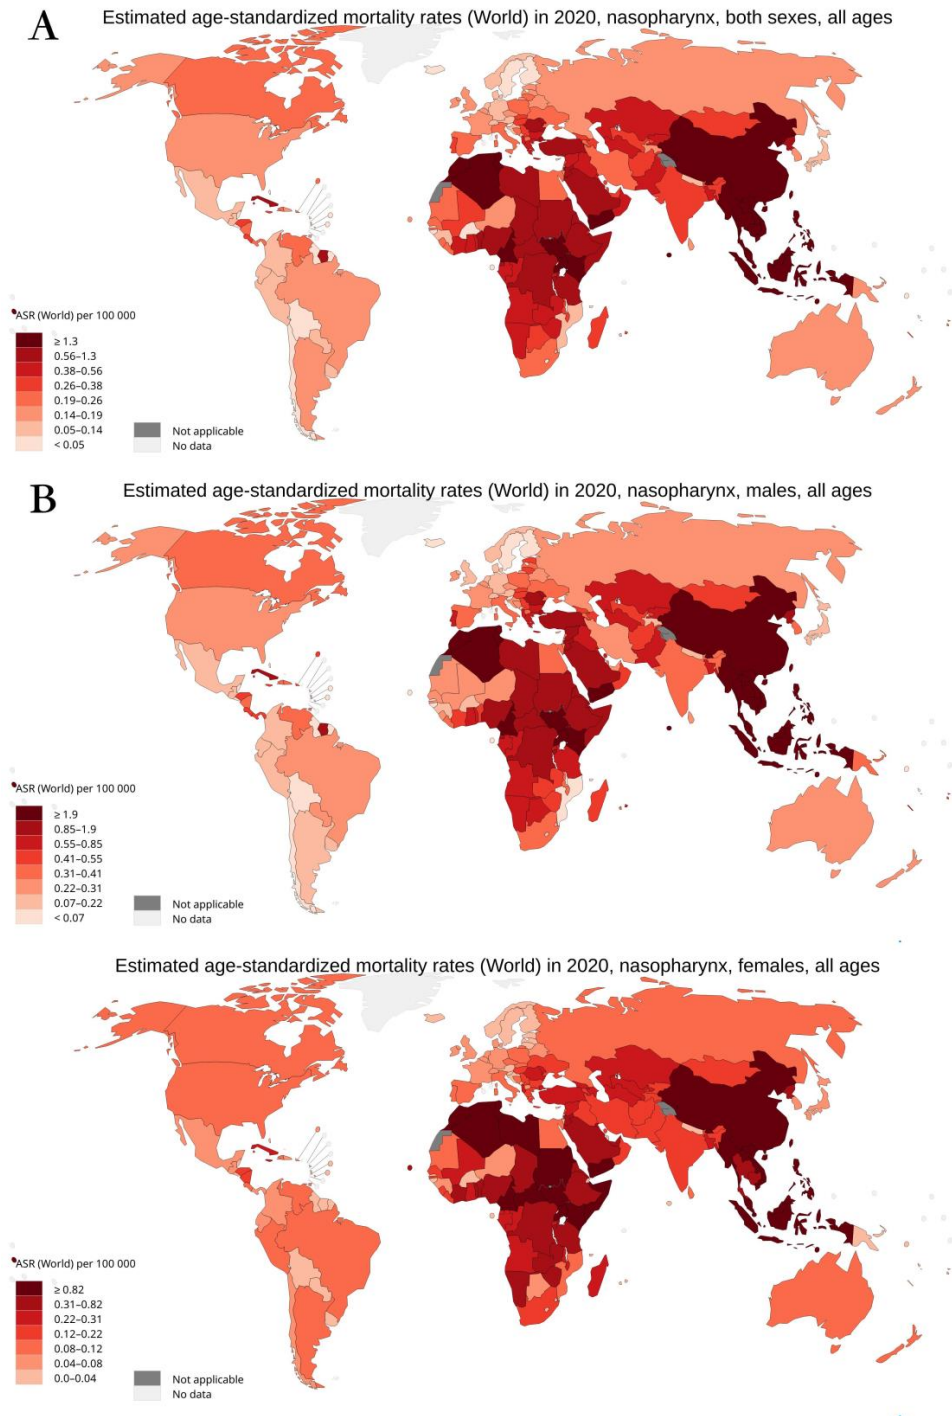 A
Estimated age-standardized mortality rates (World) in 2020, nasopharynx, both sexes, all ages
ASR (World) per 100 000
≥ 1.3
0.56–1.3
0.38–0.56
0.26–0.38
0.19–0.26
0.14–0.19
0.05–0.14
< 0.05
Not applicable
No data
B
Estimated age-standardized mortality rates (World) in 2020, nasopharynx, males, all ages
ASR (World) per 100 000
≥ 1.9
0.85–1.9
0.55–0.85
0.41–0.55
0.31–0.41
0.22–0.31
0.07–0.22
< 0.07
Not applicable
No data
Estimated age-standardized mortality rates (World) in 2020, nasopharynx, females, all ages
ASR (World) per 100 000
≥ 0.82
0.31–0.82
0.22–0.31
0.12–0.22
0.08–0.12
0.04–0.08
0.0–0.04
Not applicable
No data